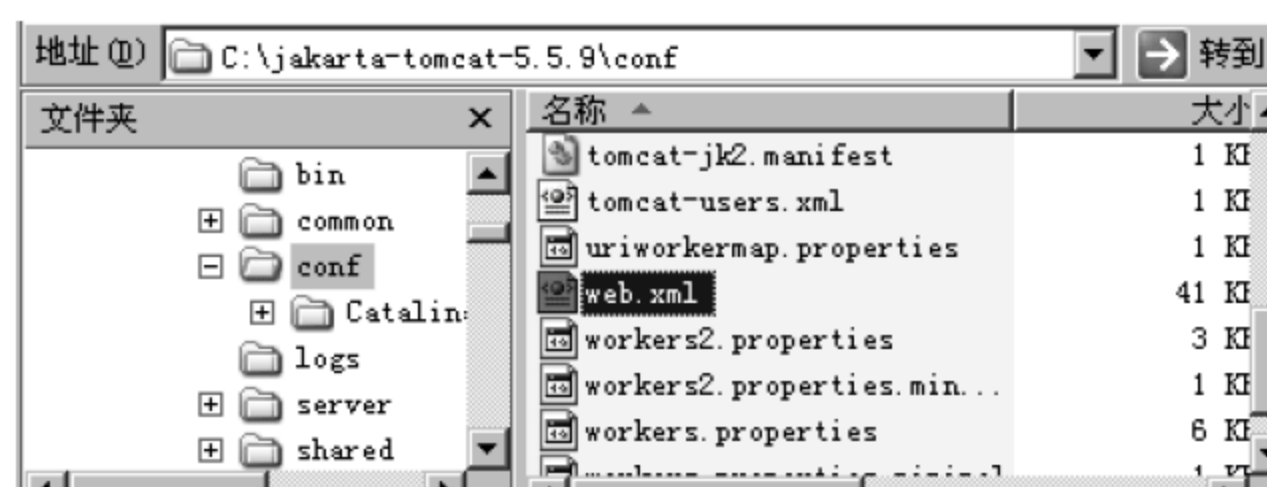 地址(D) C:\jakarta-tomcat-5.5.9\conf 转到
文件夹
bin
common
conf
Catalin
logs
server
shared
名称 大小
tomcat-jk2.manifest 1 KB
tomcat-users.xml 1 KB
uriworkermap.properties 1 KB
web.xml 41 KB
workers2.properties 3 KB
workers2.properties.min... 1 KB
workers.properties 6 KB